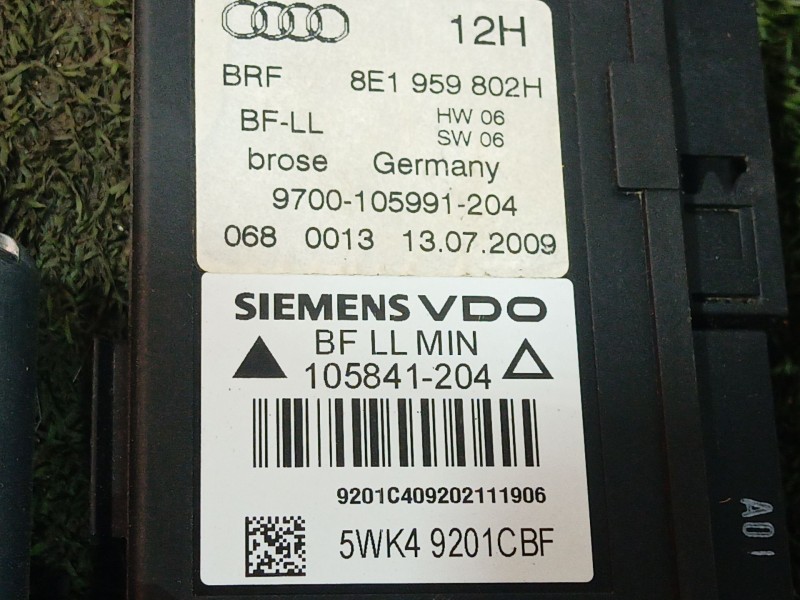 12H
BRF 8E1 959 802H
BF-LL HW 06
SW 06
brose Germany
9700-105991-204
068 0013 13.07.2009
SIEMENS VDO
BF LL MIN
105841-204
9201C409202111906
5WK4 9201CBF
A01